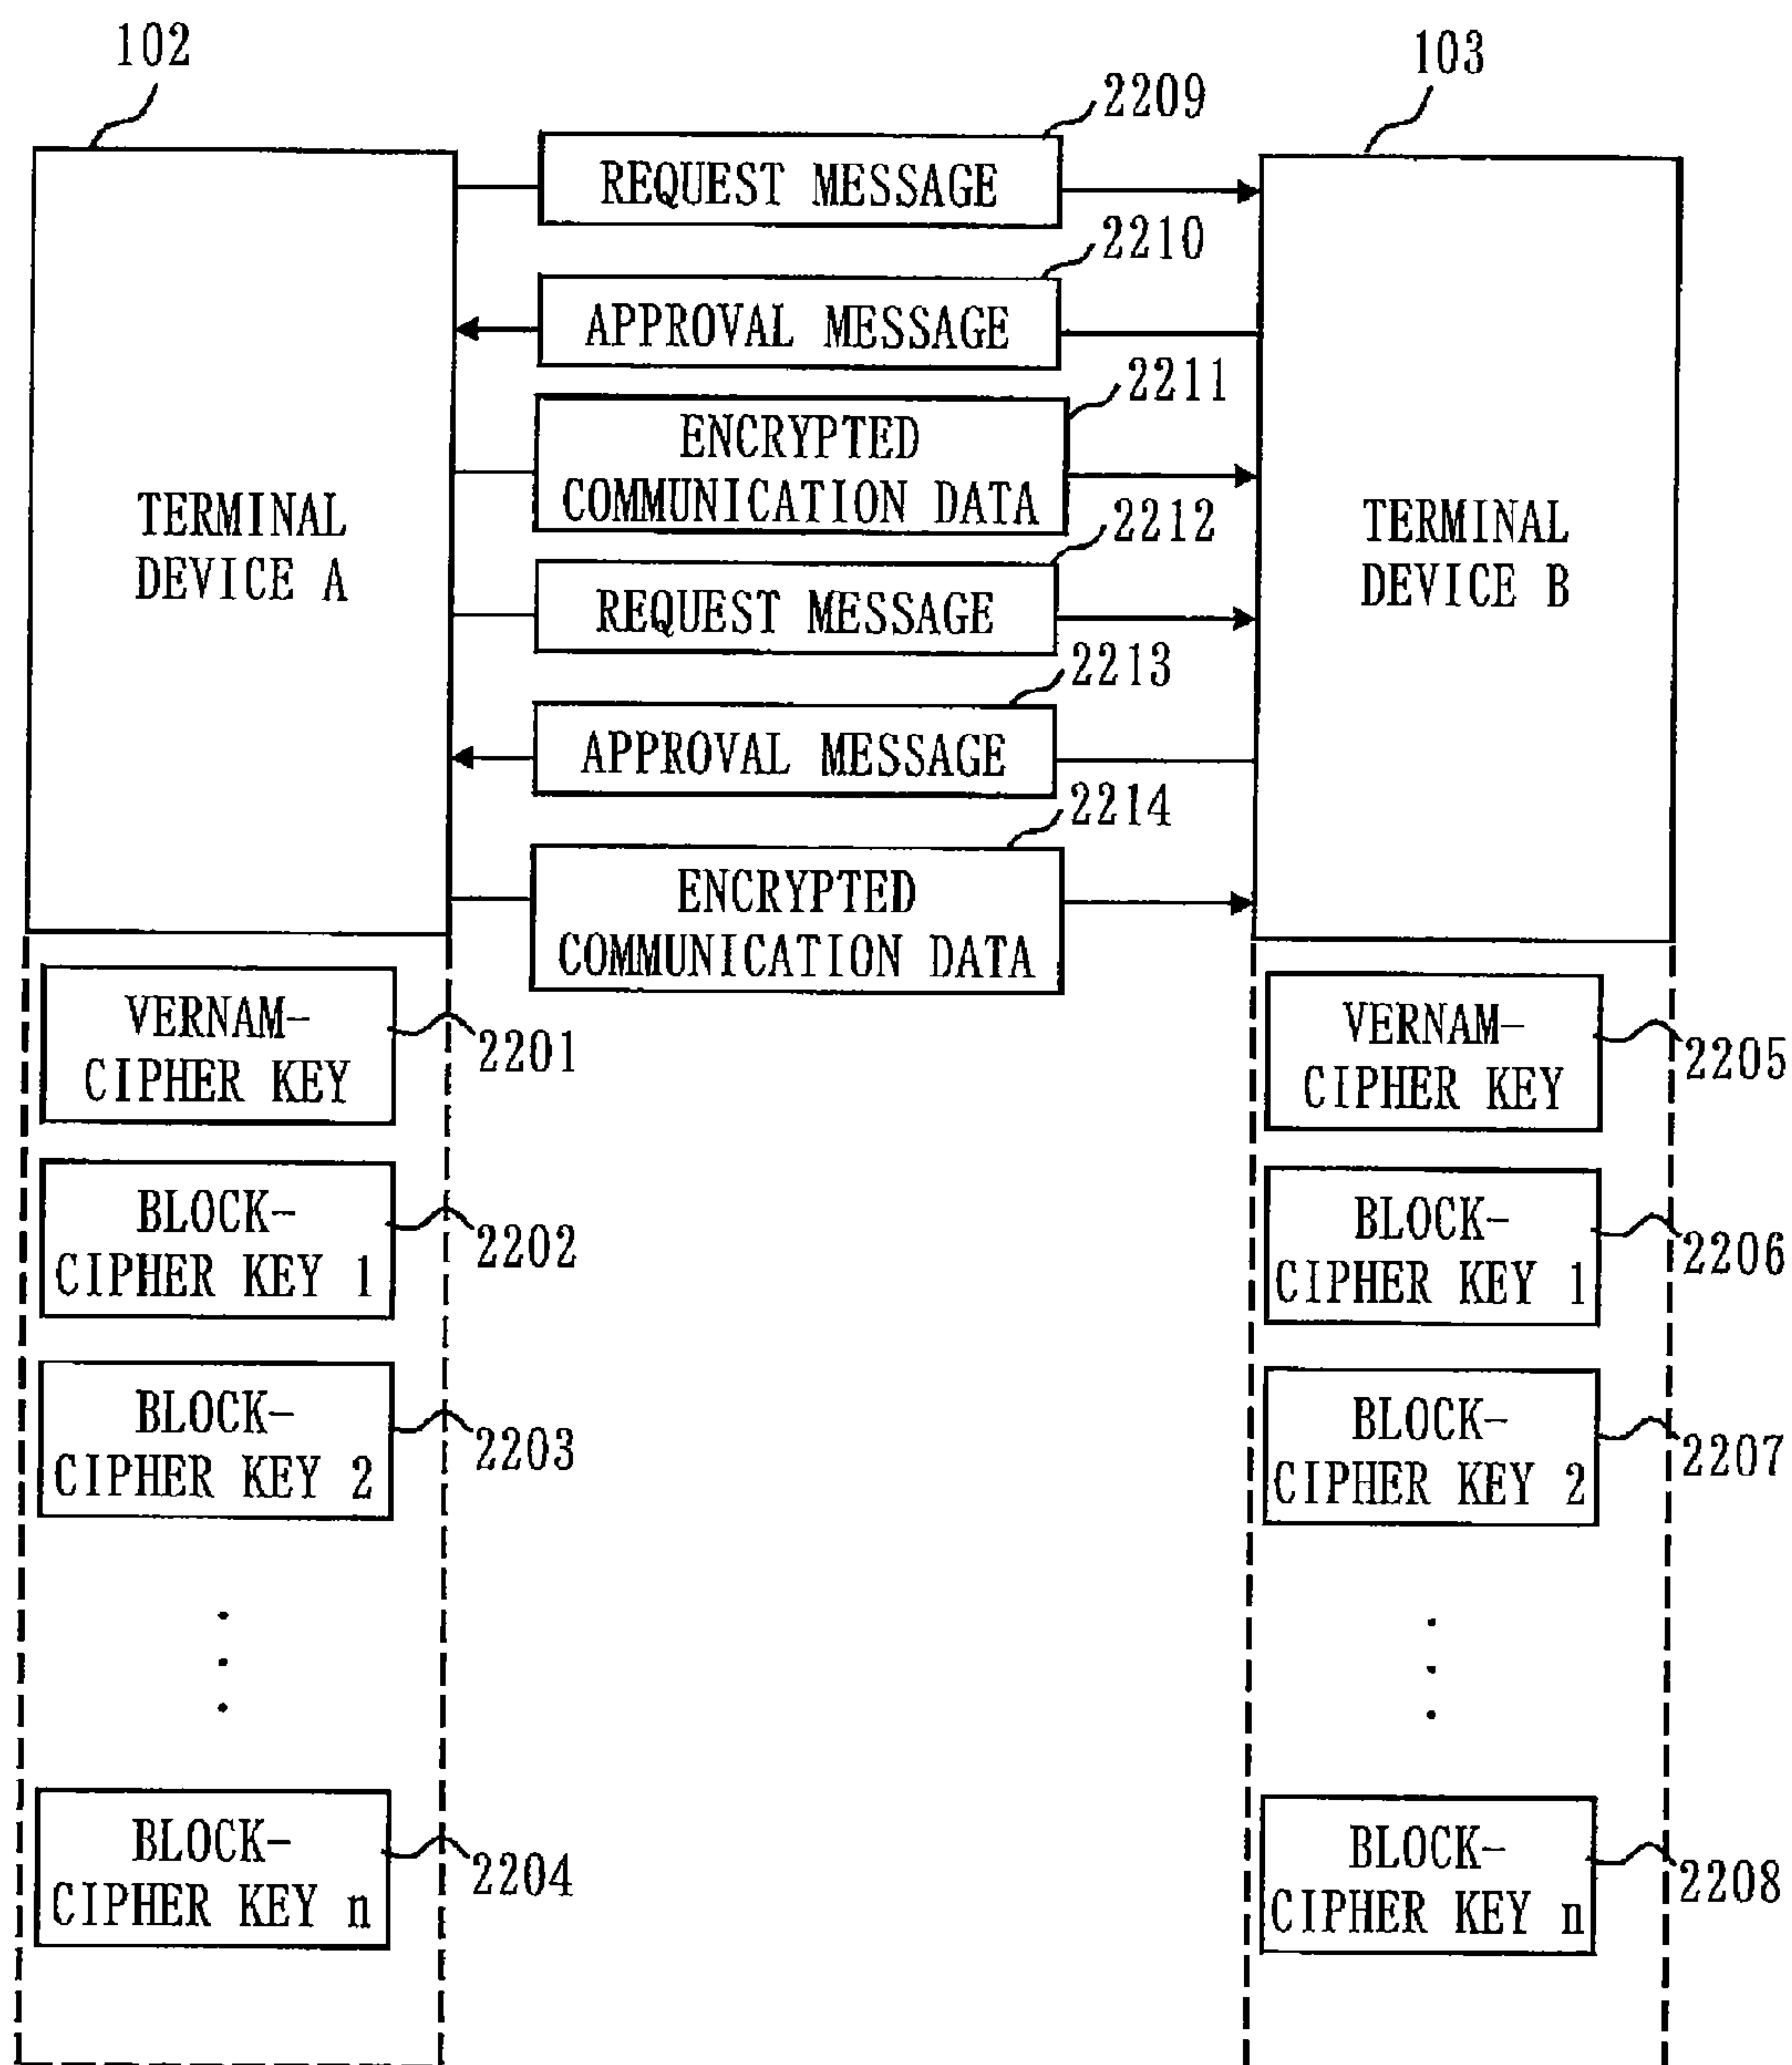 102
103
2209
REQUEST MESSAGE
2210
APPROVAL MESSAGE
2211
ENCRYPTED
COMMUNICATION DATA
2212
REQUEST MESSAGE
2213
APPROVAL MESSAGE
2214
ENCRYPTED
COMMUNICATION DATA
TERMINAL
DEVICE A
TERMINAL
DEVICE B
VERNAM-
CIPHER KEY
2201
BLOCK-
CIPHER KEY 1
2202
BLOCK-
CIPHER KEY 2
2203
BLOCK-
CIPHER KEY n
2204
VERNAM-
CIPHER KEY
2205
BLOCK-
CIPHER KEY 1
2206
BLOCK-
CIPHER KEY 2
2207
BLOCK-
CIPHER KEY n
2208